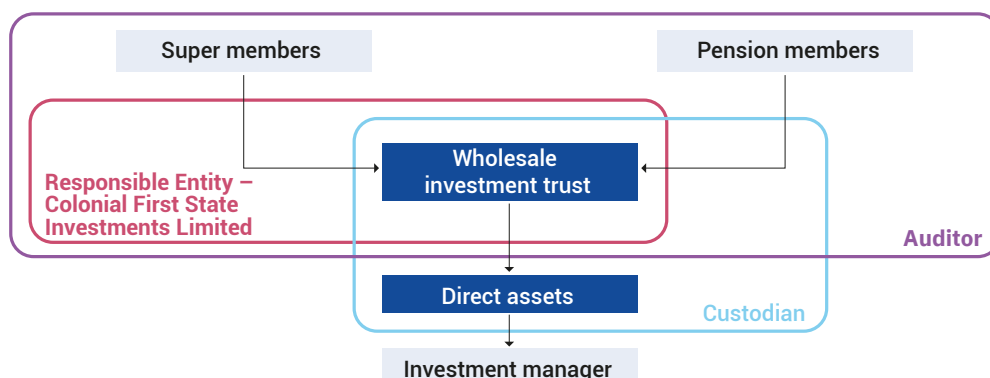 Super members
Pension members
Wholesale
investment trust
Responsible Entity –
Colonial First State
Investments Limited
Auditor
Direct assets
Custodian
Investment manager